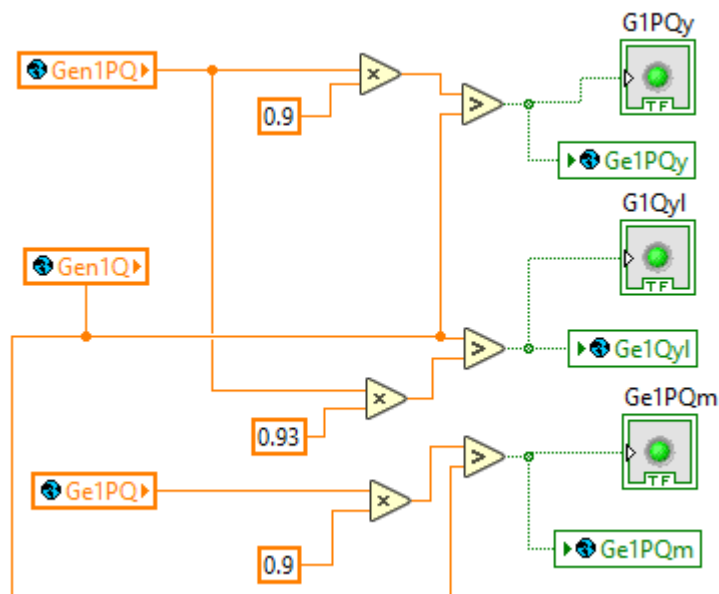 G1PQy
Gen1PQ
×
0.9
>
TF
Ge1PQy
G1Qyl
Gen1Q
TF
>
Ge1Qyl
×
0.93
Ge1PQm
>
TF
Ge1PQ
×
0.9
Ge1PQm